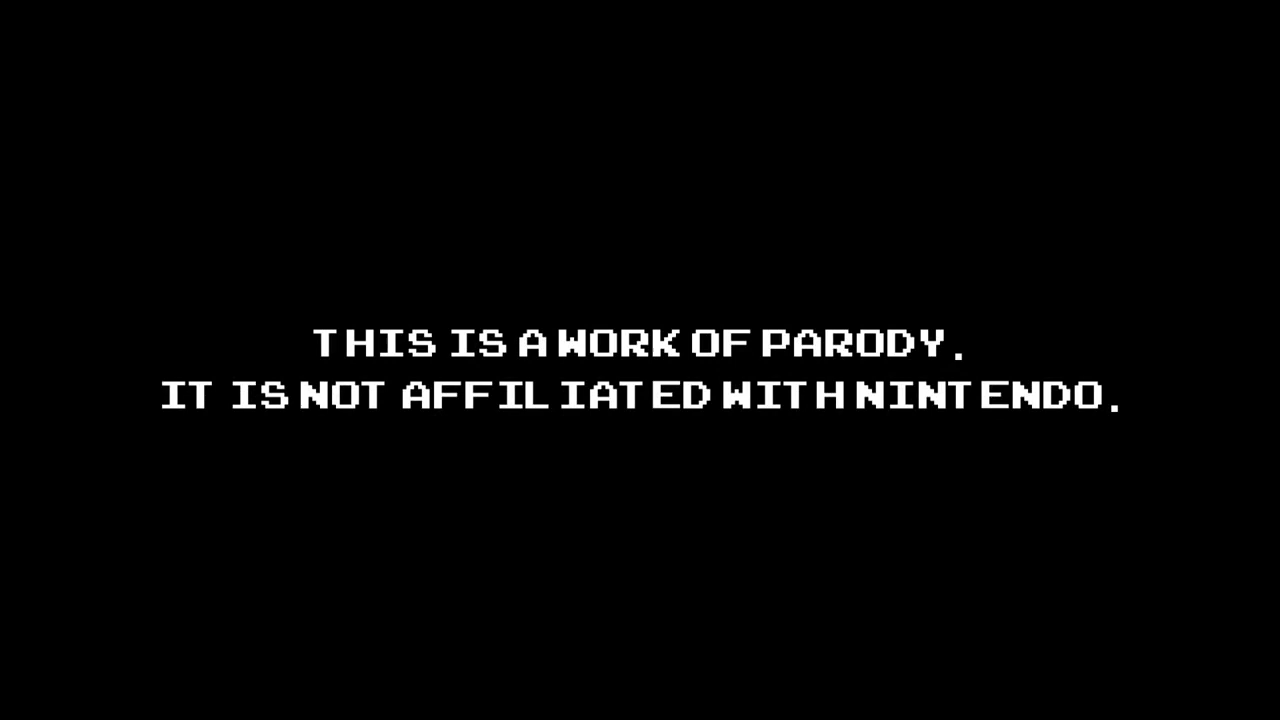 THIS IS A WORK OF PARODY.
IT IS NOT AFFILIATED WITH NINTENDO.